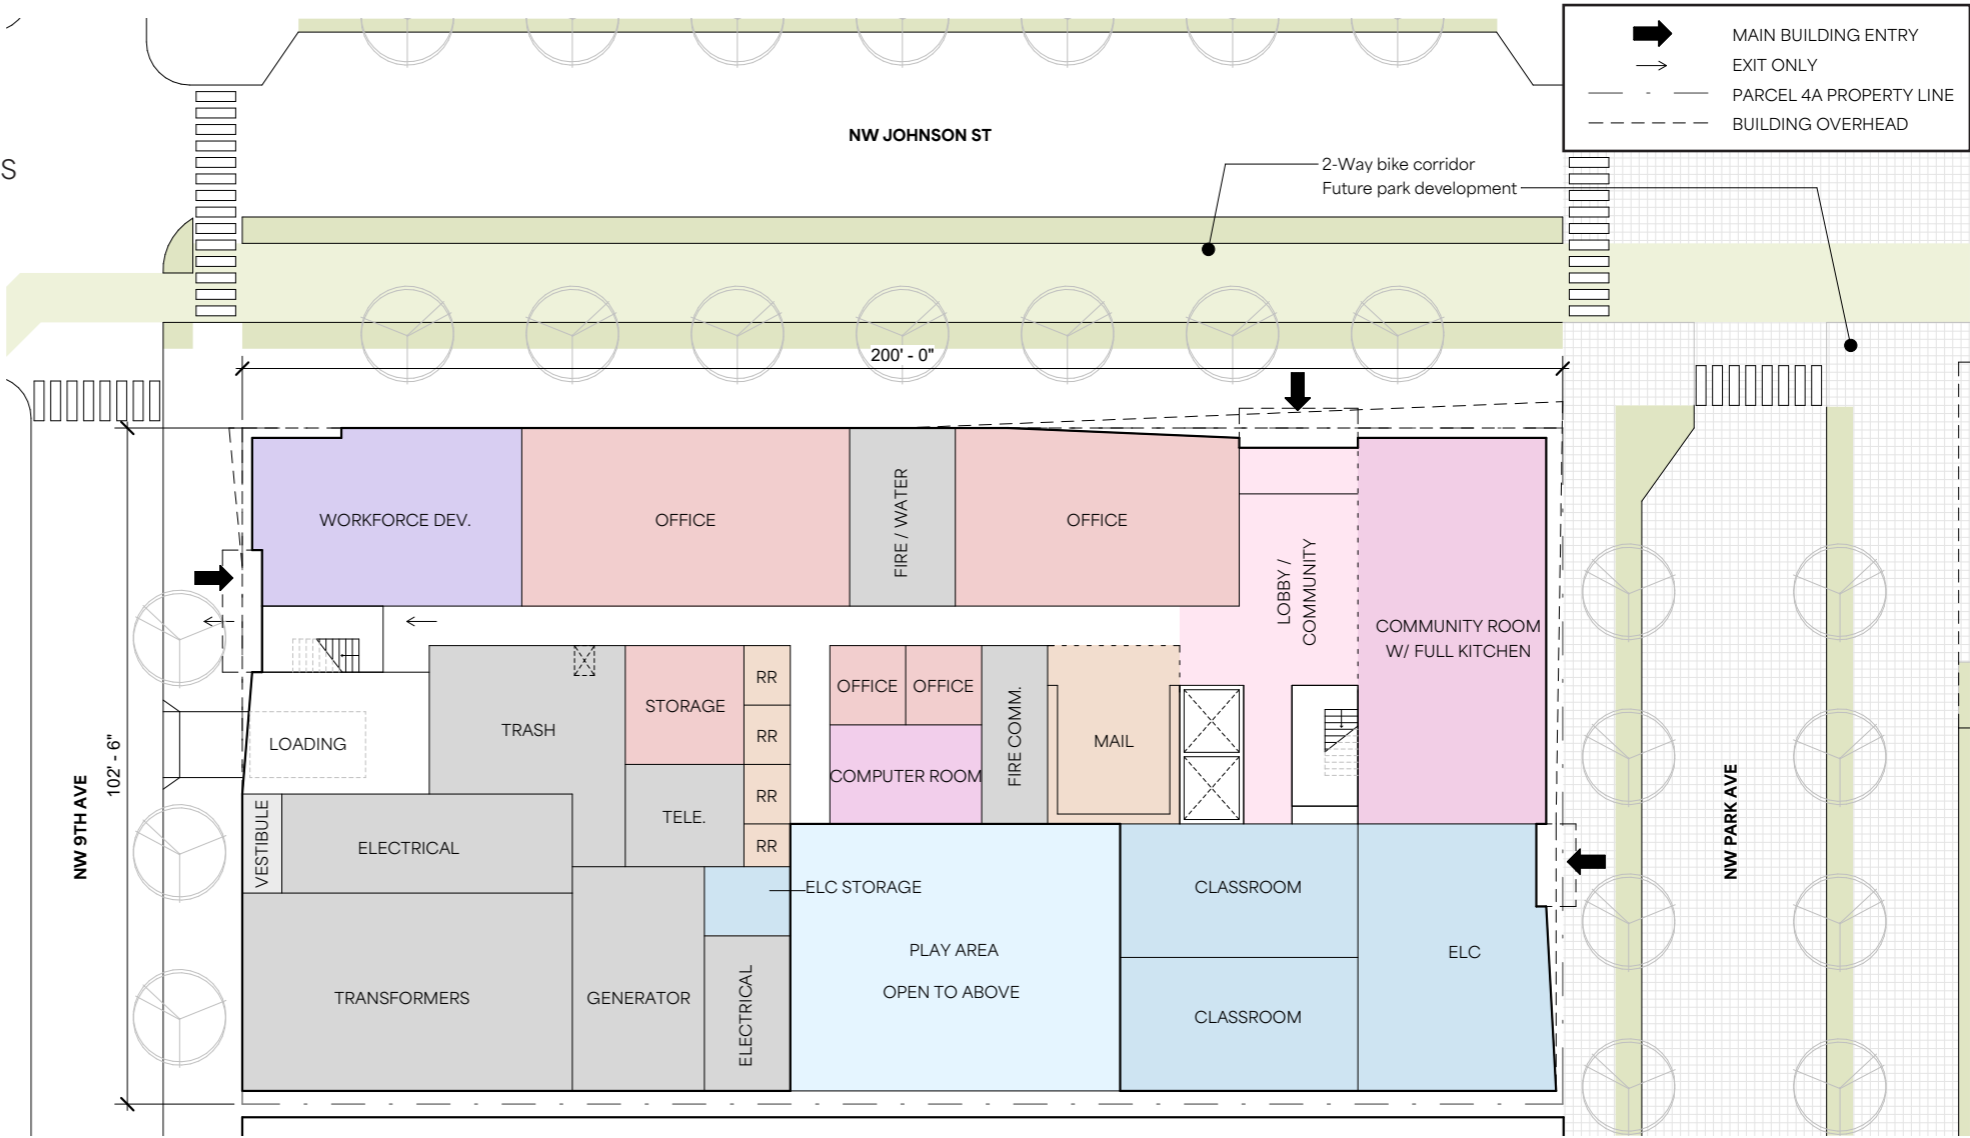 MAIN BUILDING ENTRY
EXIT ONLY
PARCEL 4A PROPERTY LINE
BUILDING OVERHEAD
NW JOHNSON ST
S
2-Way bike corridor
Future park development
200' - 0"
WORKFORCE DEV.
OFFICE
FIRE / WATER
OFFICE
LOBBY /
COMMUNITY
COMMUNITY ROOM
W/ FULL KITCHEN
TRASH
STORAGE
RR
RR
RR
RR
OFFICE
OFFICE
FIRE COMM.
MAIL
LOADING
COMPUTER ROOM
TELE.
102' - 6"
NW 9TH AVE
NW PARK AVE
VESTIBULE
ELECTRICAL
ELC STORAGE
CLASSROOM
PLAY AREA
OPEN TO ABOVE
ELC
TRANSFORMERS
GENERATOR
ELECTRICAL
CLASSROOM